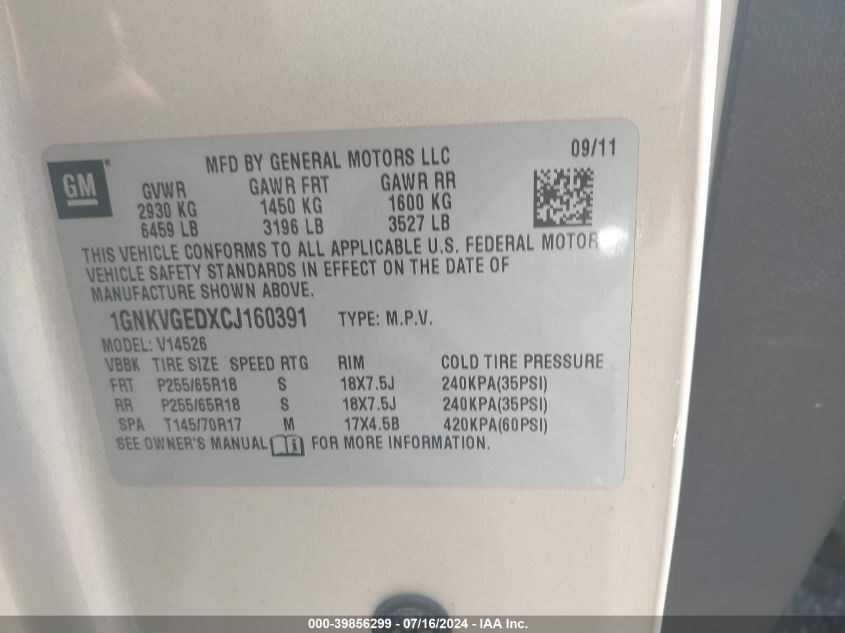 GM ®
MFD BY GENERAL MOTORS LLC 09/11
GVWR GAWR FRT GAWR RR
2930 KG 1450 KG 1600 KG
6459 LB 3196 LB 3527 LB
THIS VEHICLE CONFORMS TO ALL APPLICABLE U.S. FEDERAL MOTOR
VEHICLE SAFETY STANDARDS IN EFFECT ON THE DATE OF
MANUFACTURE SHOWN ABOVE.
1GNKVGEDXCJ160391 TYPE: M.P.V.
MODEL: V14526
VBBK TIRE SIZE SPEED RTG RIM COLD TIRE PRESSURE
FRT P255/65R18 S 18X7.5J 240KPA(35PSI)
RR P255/65R18 S 18X7.5J 240KPA(35PSI)
SPA T145/70R17 M 17X4.5B 420KPA(60PSI)
SEE OWNER'S MANUAL FOR MORE INFORMATION.
000-39856299 - 07/16/2024 - IAA Inc.